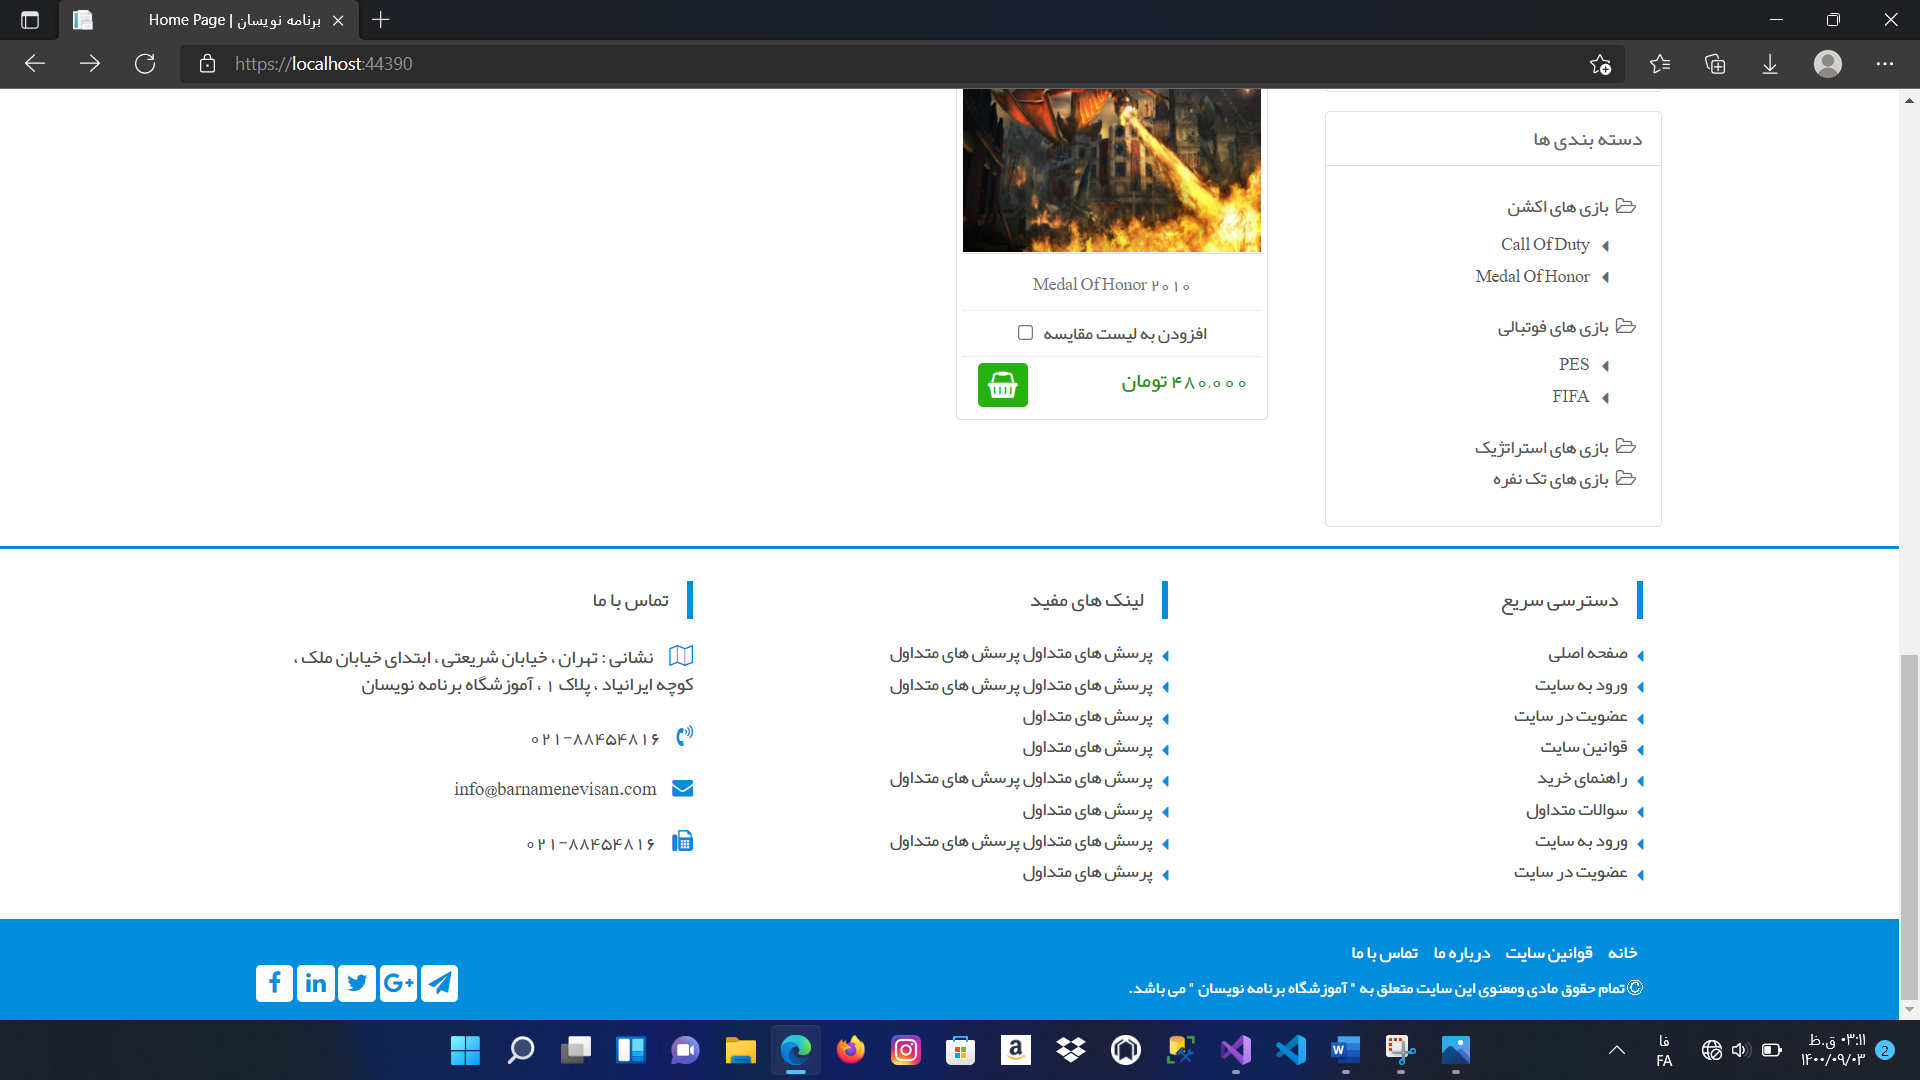 Home Page | برنامه نویسان
https://localhost:44390
دسته بندی ها
بازی های اکشن
Call Of Duty
Medal Of Honor
بازی های فوتبالی
PES
FIFA
بازی های استراتژیک
بازی های تک نفره
Medal Of Honor ۲۰۱۰
افزودن به لیست مقایسه
۴۸۰,۰۰۰ تومان
دسترسی سریع
صفحه اصلی
ورود به سایت
عضویت در سایت
قوانین سایت
راهنمای خرید
سوالات متداول
ورود به سایت
عضویت در سایت
لینک های مفید
پرسش های متداول پرسش های متداول
پرسش های متداول پرسش های متداول
پرسش های متداول
پرسش های متداول
پرسش های متداول پرسش های متداول
پرسش های متداول
پرسش های متداول پرسش های متداول
پرسش های متداول
تماس با ما
نشانی : تهران ، خیابان شریعتی ، ابتدای خیابان ملک ،
کوچه ایرانیاد ، پلاک ۱ ، آموزشگاه برنامه نویسان
۰۲۱-۸۸۴۵۴۸۱۶
info@barnamenevisan.com
۰۲۱-۸۸۴۵۴۸۱۶
خانه قوانین سایت درباره ما تماس با ما
© تمام حقوق مادی ومعنوی این سایت متعلق به " آموزشگاه برنامه نویسان " می باشد.
فا
FA
۰۳:۱۱ ق.ظ
۱۴۰۰/۰۹/۰۳
2